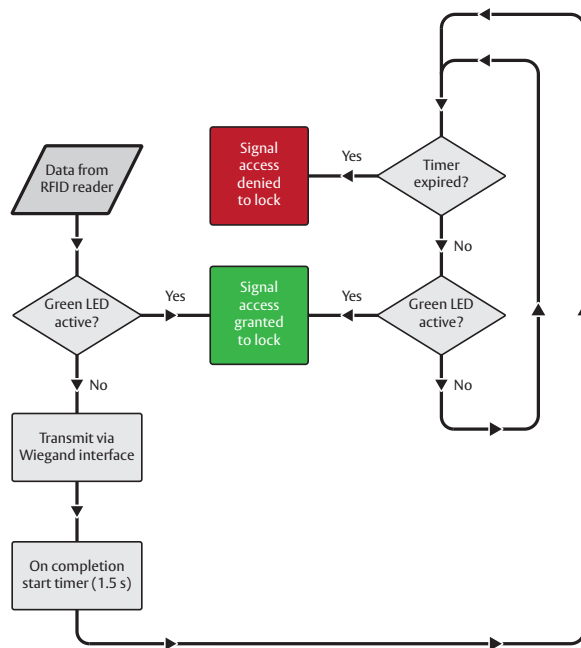 Data from
RFID reader
Green LED
active?
Yes
No
Transmit via
Wiegand interface
On completion
start timer (1.5 s)
Signal
access
denied
to lock
Yes
Timer
expired?
No
Signal
access
granted
to lock
Yes
Green LED
active?
No